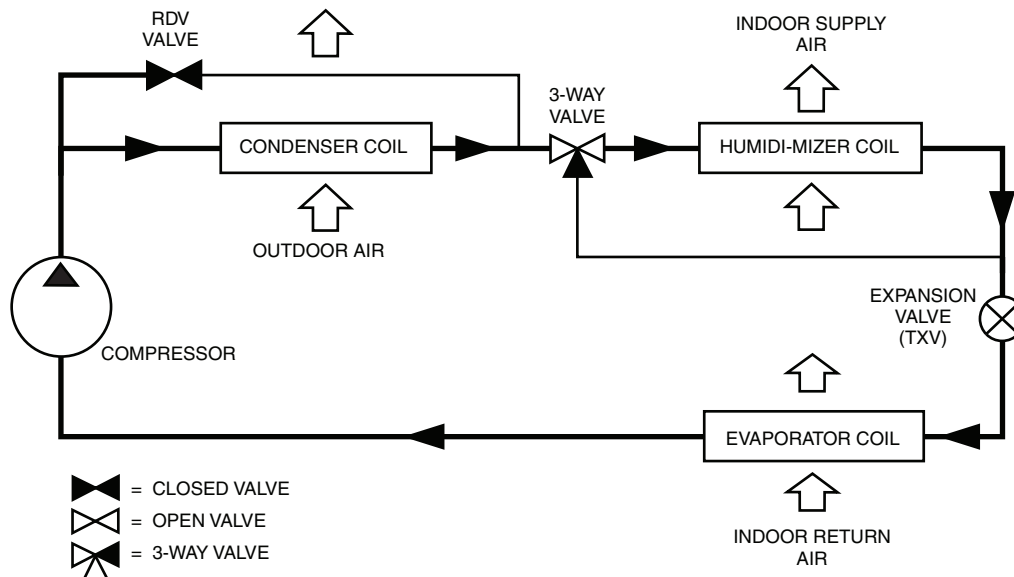 RDV
VALVE
INDOOR SUPPLY
AIR
3-WAY
VALVE
CONDENSER COIL
HUMIDI-MIZER COIL
OUTDOOR AIR
EXPANSION
VALVE
(TXV)
COMPRESSOR
EVAPORATOR COIL
= CLOSED VALVE
= OPEN VALVE
= 3-WAY VALVE
INDOOR RETURN
AIR